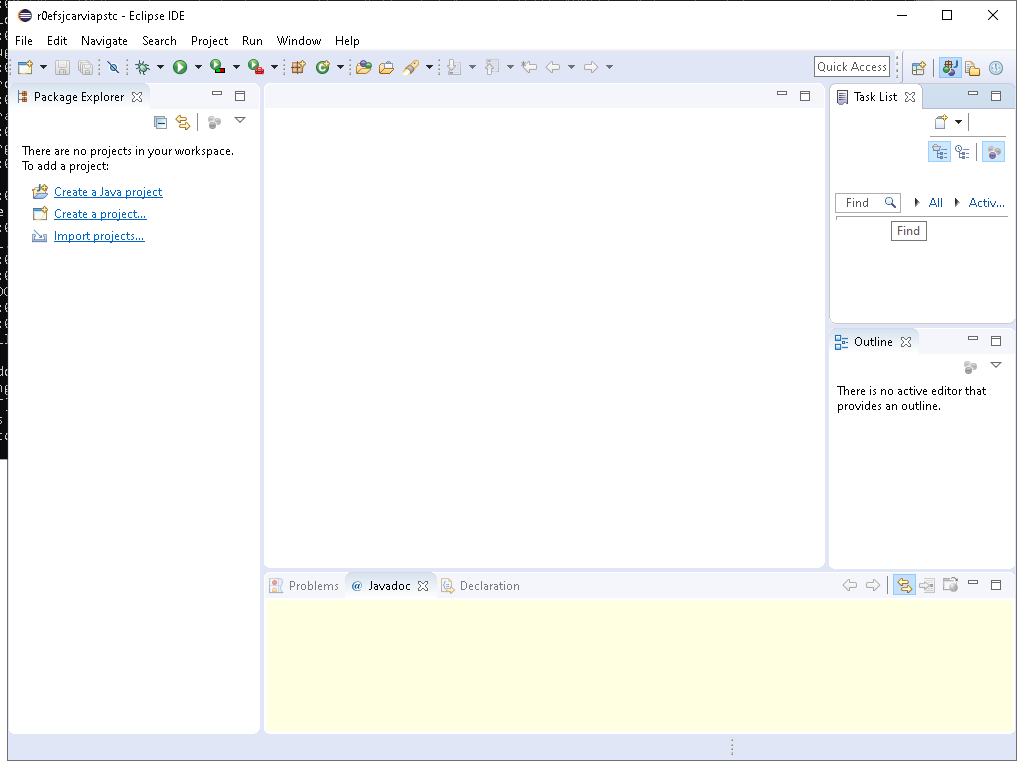 r0efsjcarviapstc - Eclipse IDE
File Edit Navigate Search Project Run Window Help
Quick Access
Package Explorer
Task List
There are no projects in your workspace.
To add a project:
Create a Java project
Create a project...
Import projects...
Find All Activ...
Find
Outline
There is no active editor that
provides an outline.
Problems @ Javadoc Declaration